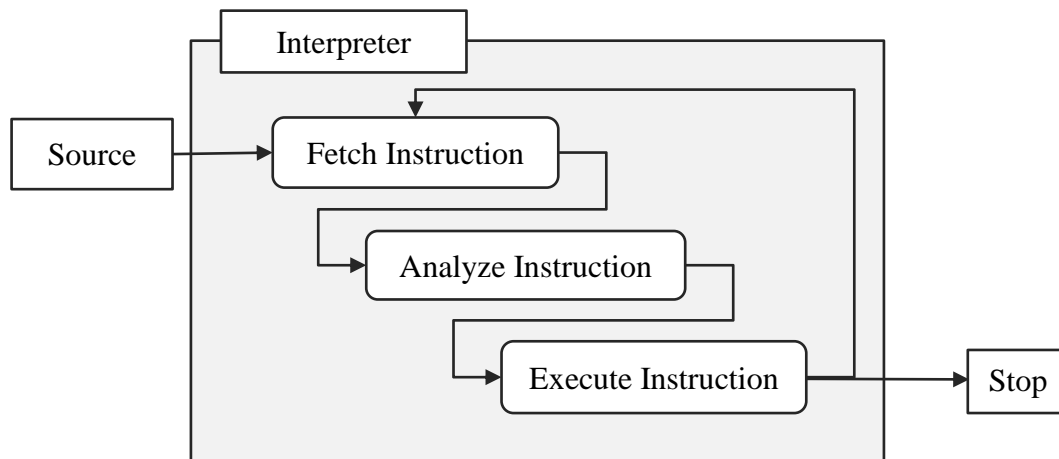 Interpreter
Source
Fetch Instruction
Analyze Instruction
Execute Instruction
Stop